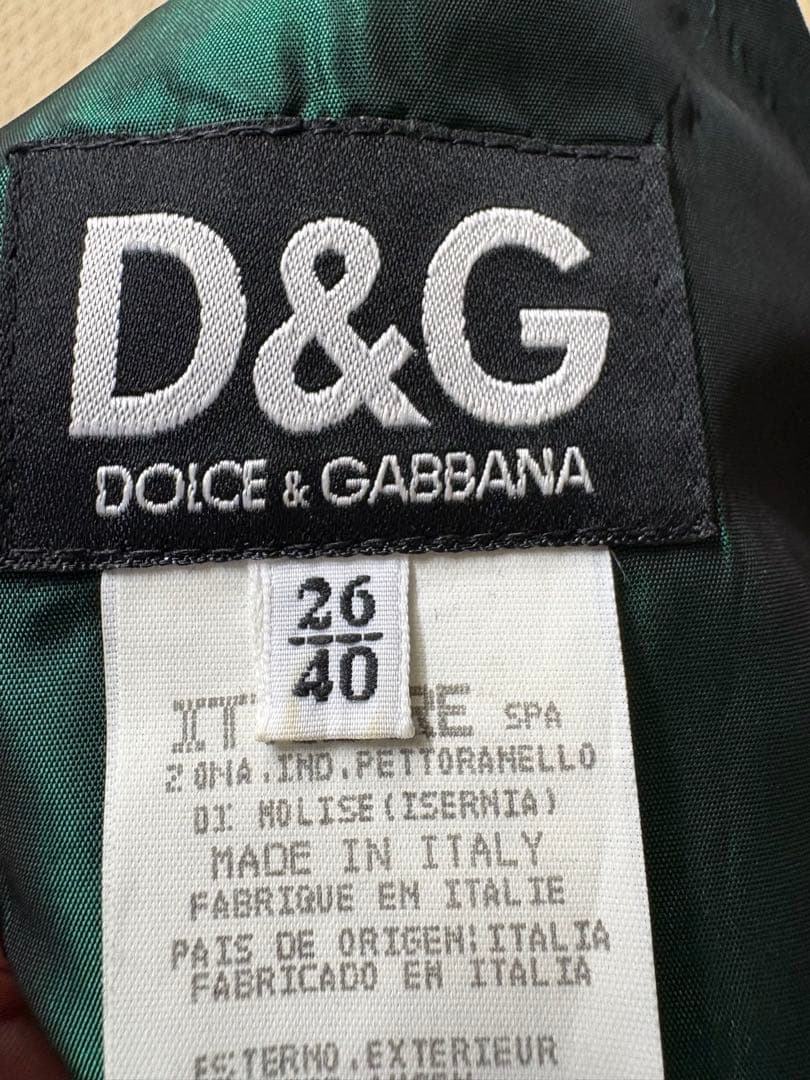 D&G
DOLCE & GABBANA
26
40
SPA
ZONA.IND.PETTORANELLO
DI MOLISE(ISERNIA)
MADE IN ITALY
FABRIQUE EN ITALIE
PAIS DE ORIGEN:ITALIA
FABRICADO EN ITALIA
ESTERNO.EXTERIEUR